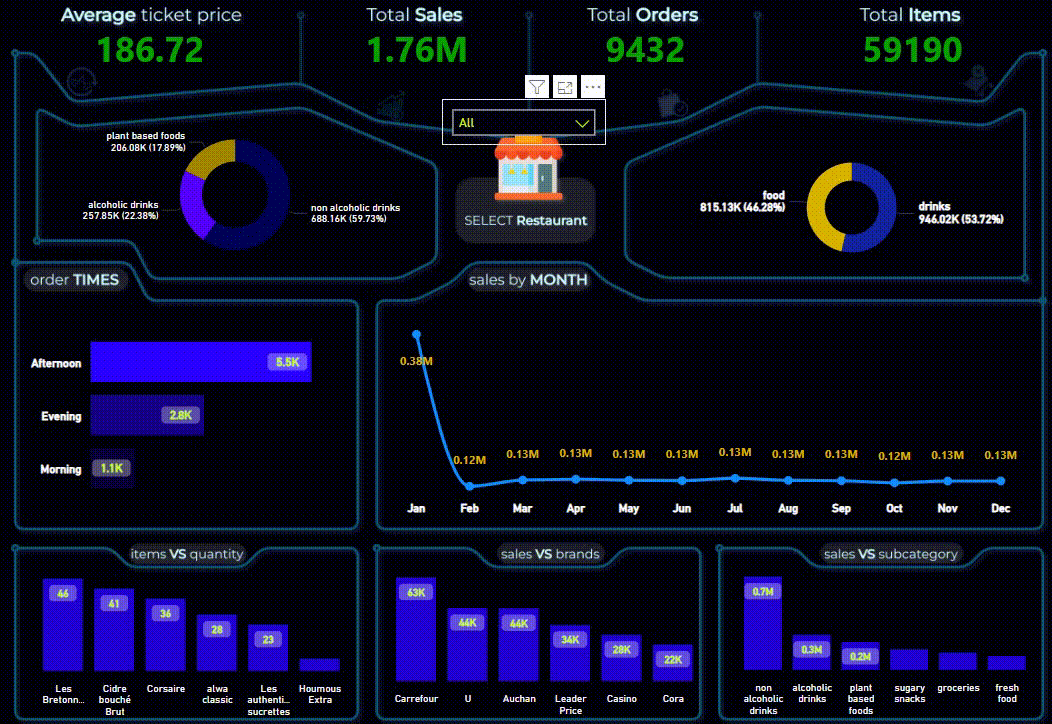 Average ticket price
186.72
Total Sales
1.76M
Total Orders
9432
Total Items
59190
All
SELECT Restaurant
plant based foods
206.08K (17.89%)
alcoholic drinks
257.85K (22.38%)
non alcoholic drinks
688.16K (59.73%)
food
815.13K (46.28%)
drinks
946.02K (53.72%)
order TIMES
Afternoon
5.5K
Evening
2.8K
Morning
1.1K
sales by MONTH
0.38M
0.12M
0.13M
0.13M
0.13M
0.13M
0.13M
0.13M
0.13M
0.12M
0.13M
0.13M
Jan Feb Mar Apr May Jun Jul Aug Sep Oct Nov Dec
items VS quantity
46
41
36
28
23
Les
Bretonn...
Cidre
bouché
Brut
Corsaire
alwa
classic
Les
authenti...
sucrettes
Houmous
Extra
sales VS brands
63K
44K
44K
34K
28K
22K
Carrefour
U
Auchan
Leader
Price
Casino
Cora
sales VS subcategory
0.7M
0.3M
0.2M
non
alcoholic
drinks
alcoholic
drinks
plant
based
foods
sugary
snacks
groceries
fresh
food